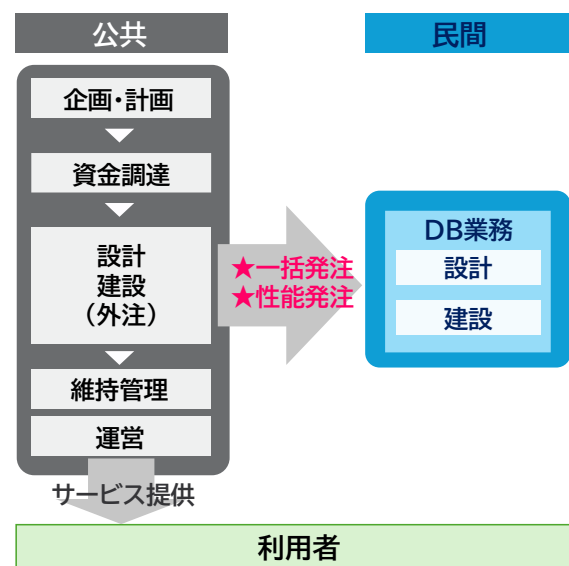 公共
企画・計画
資金調達
設計
建設
（外注）
維持管理
運営
サービス提供
★一括発注
★性能発注
民間
DB業務
設計
建設
利用者